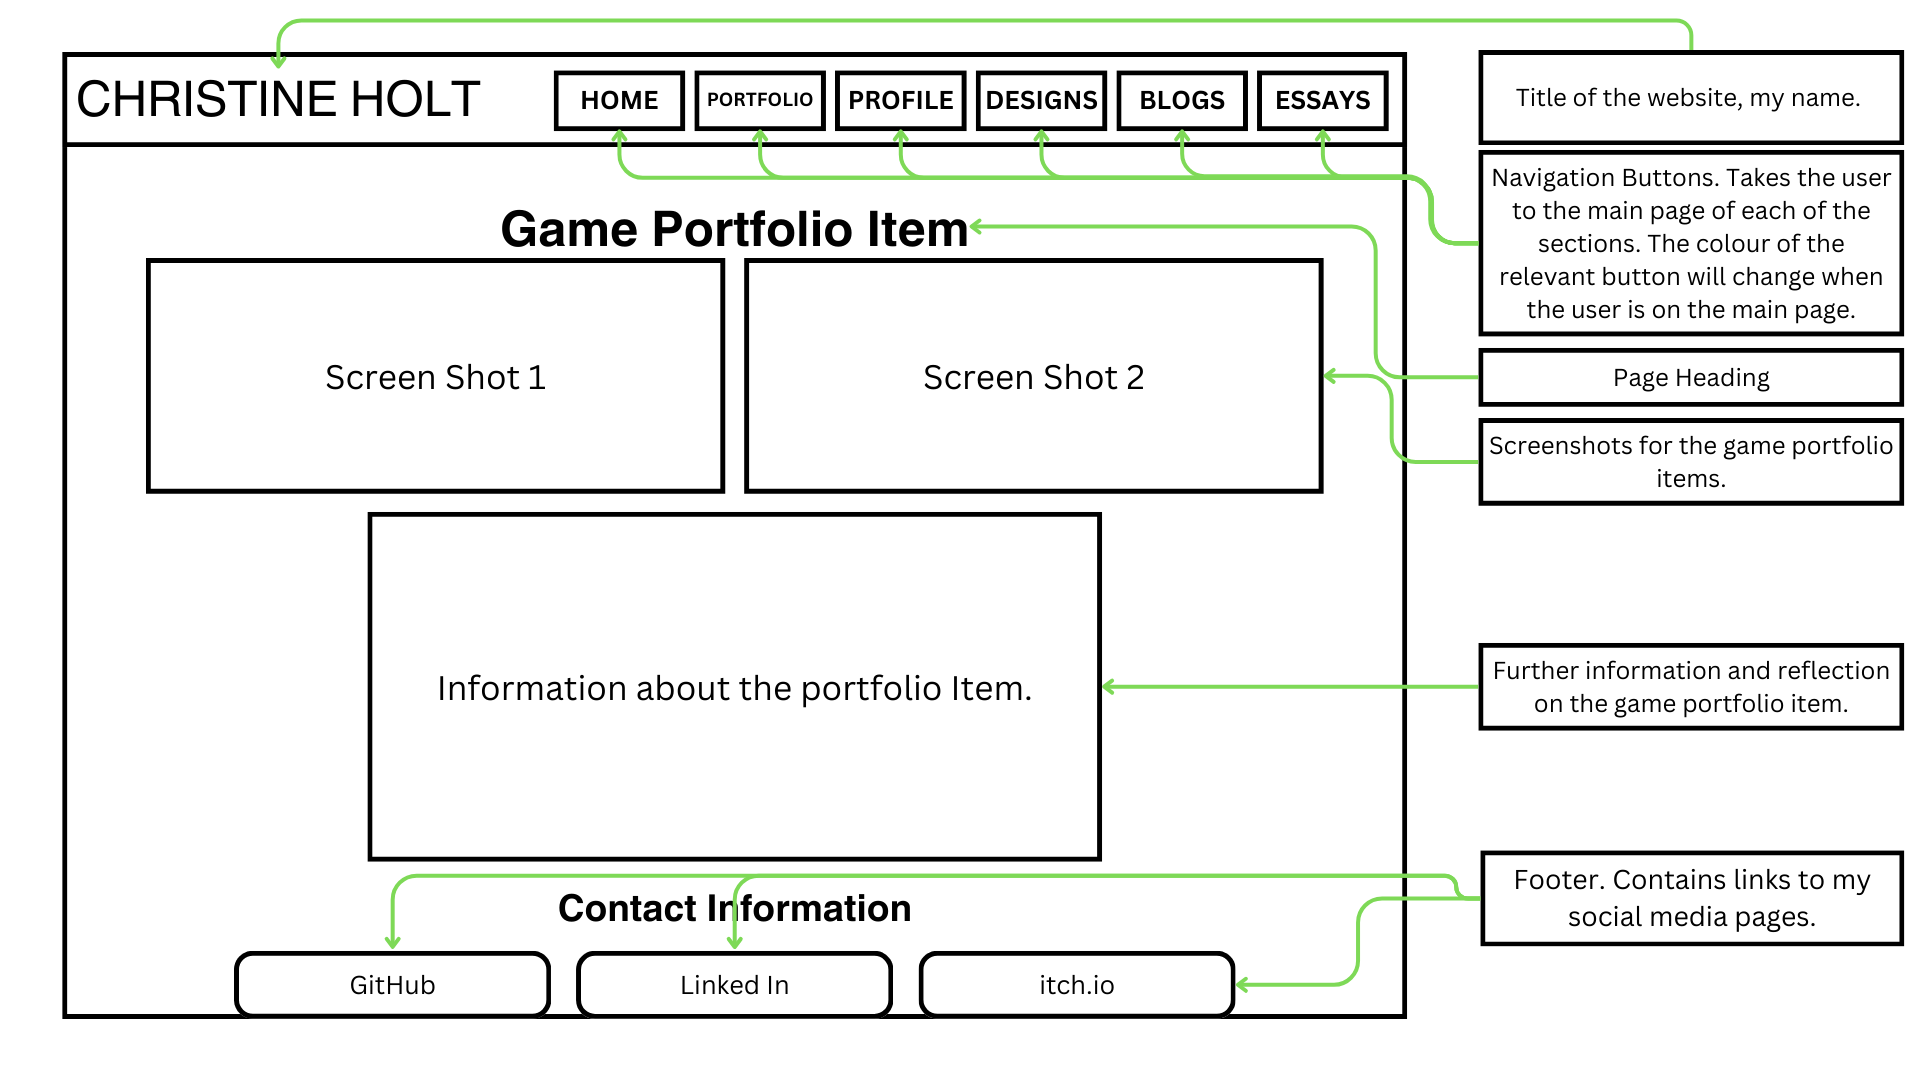 CHRISTINE HOLT
HOME
PORTFOLIO
PROFILE
DESIGNS
BLOGS
ESSAYS
Title of the website, my name.
Navigation Buttons. Takes the user
to the main page of each of the
sections. The colour of the
relevant button will change when
the user is on the main page.
Game Portfolio Item
Page Heading
Screen Shot 1
Screen Shot 2
Screenshots for the game portfolio
items.
Information about the portfolio Item.
Further information and reflection
on the game portfolio item.
Contact Information
Footer. Contains links to my
social media pages.
GitHub
Linked In
itch.io